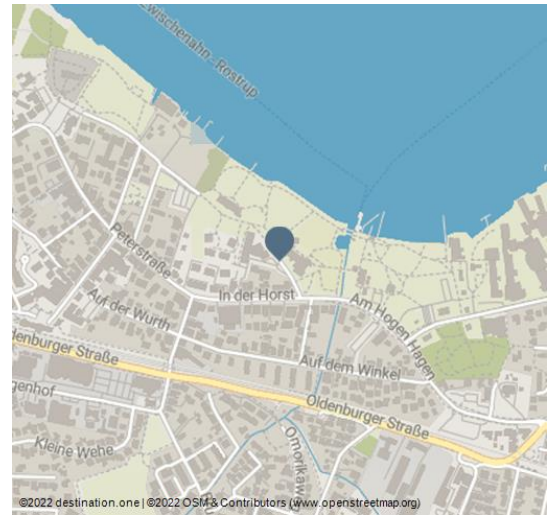 Zwischenahn - Rostrup
Peterstraße
In der Horst
Am Hogen Hagen
Auf der Wurth
Auf dem Winkel
Oldenburger Straße
Oldenburger Straße
Kleine Wehe
©2022 destination.one | ©2022 OSM & Contributors (www.openstreetmap.org)